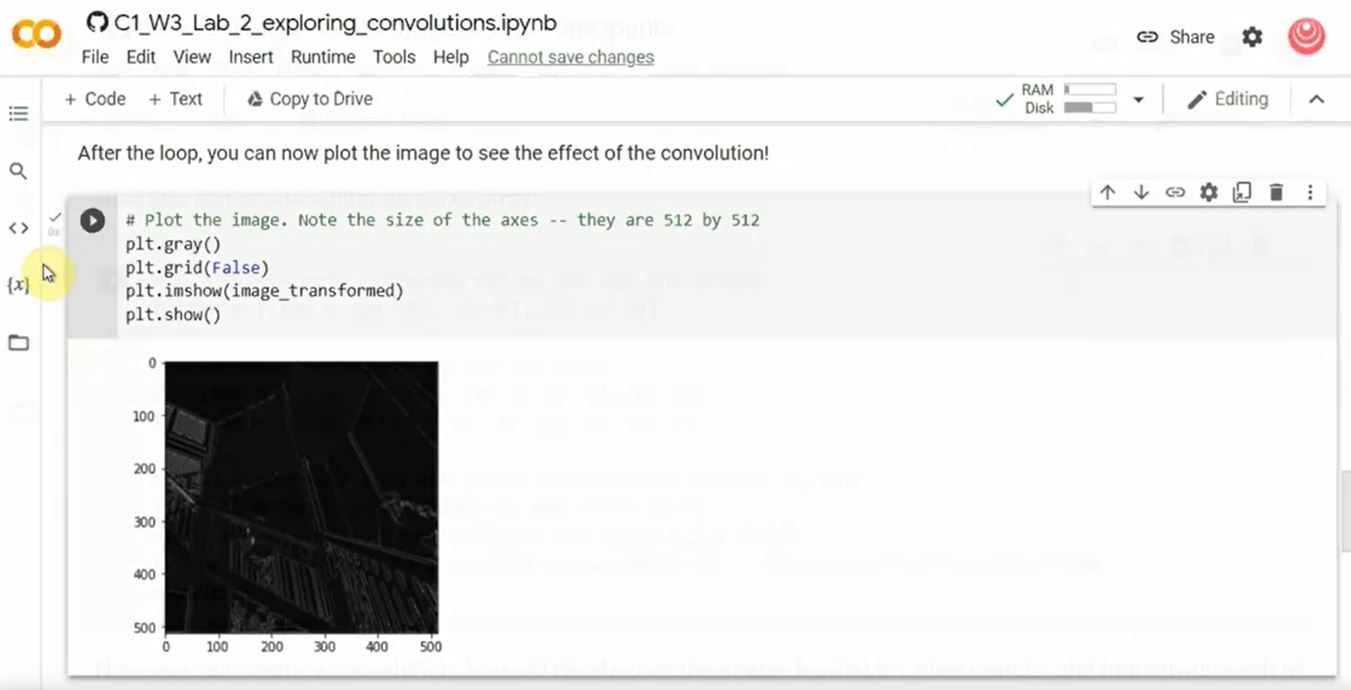 C1_W3_Lab_2_exploring_convolutions.ipynb
Share
File Edit View Insert Runtime Tools Help Cannot save changes
+ Code + Text Copy to Drive
RAM
Disk
Editing
After the loop, you can now plot the image to see the effect of the convolution!
0s
# Plot the image. Note the size of the axes -- they are 512 by 512
plt.gray()
plt.grid(False)
plt.imshow(image_transformed)
plt.show()
{x}
0
100
200
300
400
500
0 100 200 300 400 500